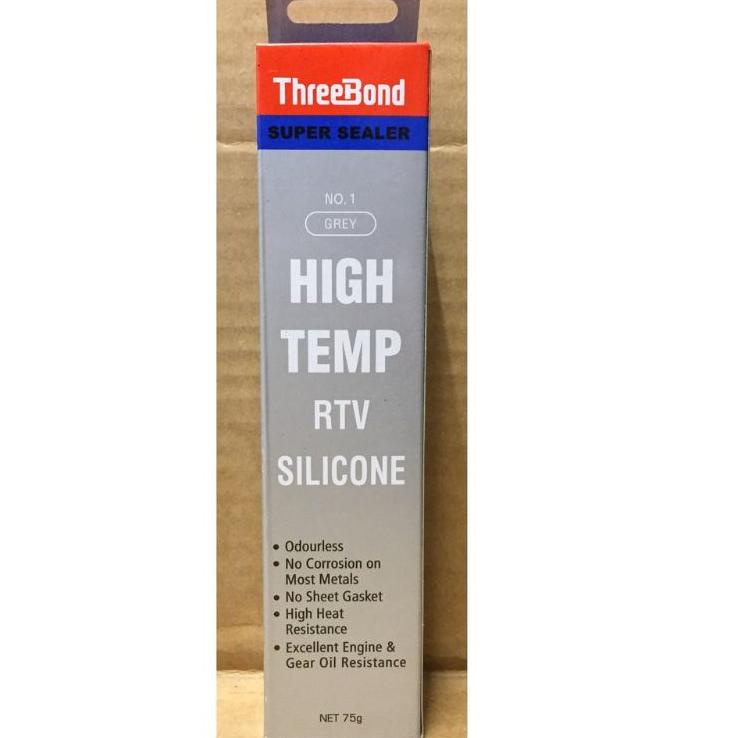 ThreeBond
SUPER SEALER
NO. 1
GREY
HIGH
TEMP
RTV
SILICONE
• Odourless
• No Corrosion on
Most Metals
• No Sheet Gasket
• High Heat
Resistance
• Excellent Engine &
Gear Oil Resistance
NET 75g